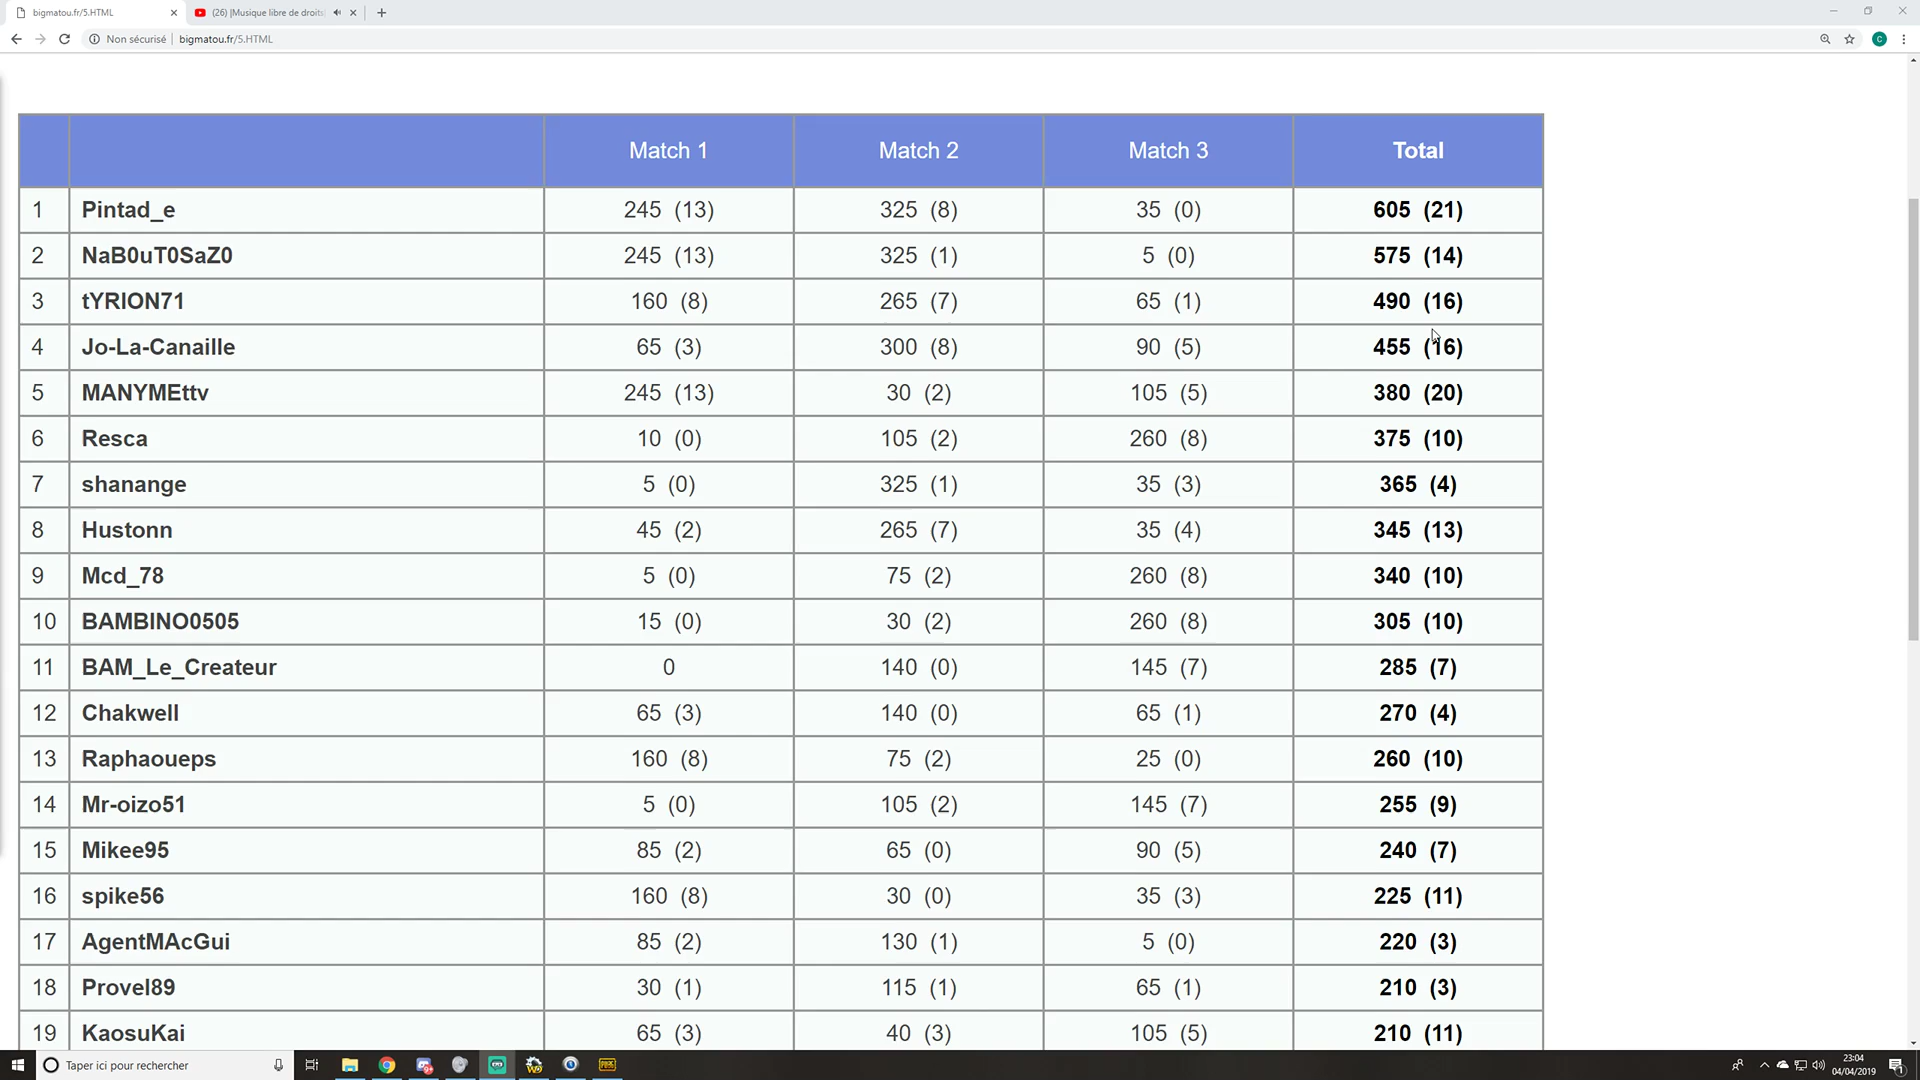 bigmatou.fr/5.HTML
(26) |Musique libre de droits
Non sécurisé | bigmatou.fr/5.HTML
C
Match 1 Match 2 Match 3 Total
1 Pintad_e 245 (13) 325 (8) 35 (0) 605 (21)
2 NaB0uT0SaZ0 245 (13) 325 (1) 5 (0) 575 (14)
3 tYRION71 160 (8) 265 (7) 65 (1) 490 (16)
4 Jo-La-Canaille 65 (3) 300 (8) 90 (5) 455 (16)
5 MANYMEttv 245 (13) 30 (2) 105 (5) 380 (20)
6 Resca 10 (0) 105 (2) 260 (8) 375 (10)
7 shanange 5 (0) 325 (1) 35 (3) 365 (4)
8 Hustonn 45 (2) 265 (7) 35 (4) 345 (13)
9 Mcd_78 5 (0) 75 (2) 260 (8) 340 (10)
10 BAMBINO0505 15 (0) 30 (2) 260 (8) 305 (10)
11 BAM_Le_Createur 0 140 (0) 145 (7) 285 (7)
12 Chakwell 65 (3) 140 (0) 65 (1) 270 (4)
13 Raphaoueps 160 (8) 75 (2) 25 (0) 260 (10)
14 Mr-oizo51 5 (0) 105 (2) 145 (7) 255 (9)
15 Mikee95 85 (2) 65 (0) 90 (5) 240 (7)
16 spike56 160 (8) 30 (0) 35 (3) 225 (11)
17 AgentMAcGui 85 (2) 130 (1) 5 (0) 220 (3)
18 Provel89 30 (1) 115 (1) 65 (1) 210 (3)
19 KaosuKai 65 (3) 40 (3) 105 (5) 210 (11)
Taper ici pour rechercher
23:04
04/04/2019